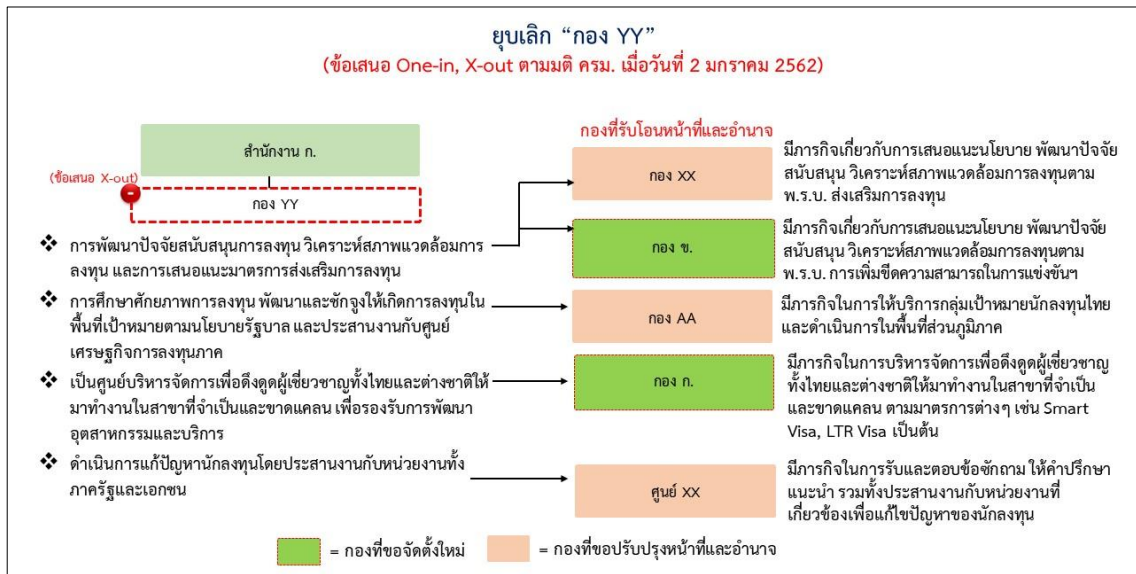 ยุบเลิก “กอง YY”
(ข้อเสนอ One-in, X-out ตามมติ ครม. เมื่อวันที่ 2 มกราคม 2562)
สำนักงาน ก.
(ข้อเสนอ X-out)
-
กอง YY
❖ การพัฒนาปัจจัยสนับสนุนการลงทุน วิเคราะห์สภาพแวดล้อมการ
ลงทุน และการเสนอแนะมาตรการส่งเสริมการลงทุน
❖ การศึกษาศักยภาพการลงทุน พัฒนาและชักจูงให้เกิดการลงทุนใน
พื้นที่เป้าหมายตามนโยบายรัฐบาล และประสานงานกับศูนย์
เศรษฐกิจการลงทุนภาค
❖ เป็นศูนย์บริหารจัดการเพื่อดึงดูดผู้เชี่ยวชาญทั้งไทยและต่างชาติให้
มาทำงานในสาขาที่จำเป็นและขาดแคลน เพื่อรองรับการพัฒนา
อุตสาหกรรมและบริการ
❖ ดำเนินการแก้ปัญหานักลงทุนโดยประสานงานกับหน่วยงานทั้ง
ภาครัฐและเอกชน
กองที่รับโอนหน้าที่และอำนาจ
กอง XX
มีภารกิจเกี่ยวกับการเสนอแนะนโยบาย พัฒนาปัจจัย
สนับสนุน วิเคราะห์สภาพแวดล้อมการลงทุนตาม
พ.ร.บ. ส่งเสริมการลงทุน
กอง ข.
มีภารกิจเกี่ยวกับการเสนอแนะนโยบาย พัฒนาปัจจัย
สนับสนุน วิเคราะห์สภาพแวดล้อมการลงทุนตาม
พ.ร.บ. การเพิ่มขีดความสามารถในการแข่งขันฯ
กอง AA
มีภารกิจในการให้บริการกลุ่มเป้าหมายนักลงทุนไทย
และดำเนินการในพื้นที่ส่วนภูมิภาค
กอง ก.
มีภารกิจในการบริหารจัดการเพื่อดึงดูดผู้เชี่ยวชาญ
ทั้งไทยและต่างชาติให้มาทำงานในสาขาที่จำเป็น
และขาดแคลน ตามมาตรการต่างๆ เช่น Smart
Visa, LTR Visa เป็นต้น
ศูนย์ XX
มีภารกิจในการรับและตอบข้อซักถาม ให้คำปรึกษา
แนะนำ รวมทั้งประสานงานกับหน่วยงานที่
เกี่ยวข้องเพื่อแก้ไขปัญหาของนักลงทุน
= กองที่ขอจัดตั้งใหม่
= กองที่ขอปรับปรุงหน้าที่และอำนาจ